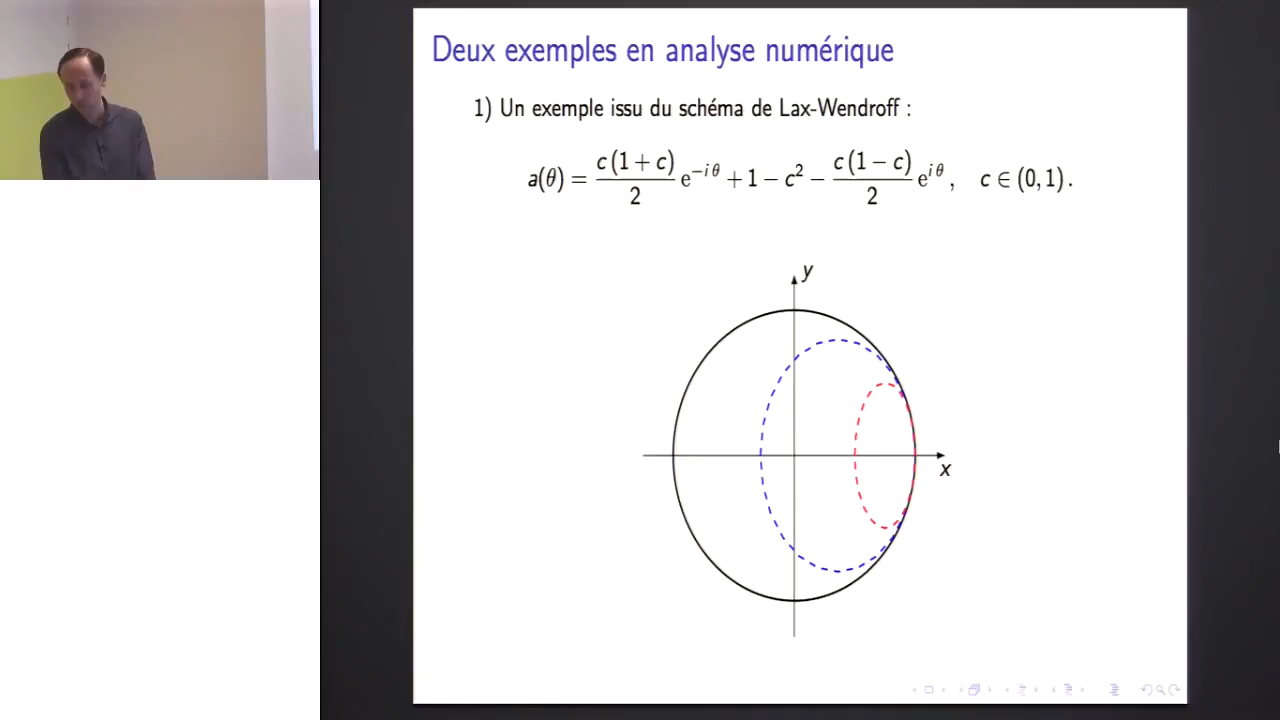 Deux exemples en analyse numérique
1) Un exemple issu du schéma de Lax-Wendroff :
a(θ) = c(1+c)/2 e^{-iθ} + 1 − c² − c(1−c)/2 e^{iθ}, c ∈ (0,1).
y
x